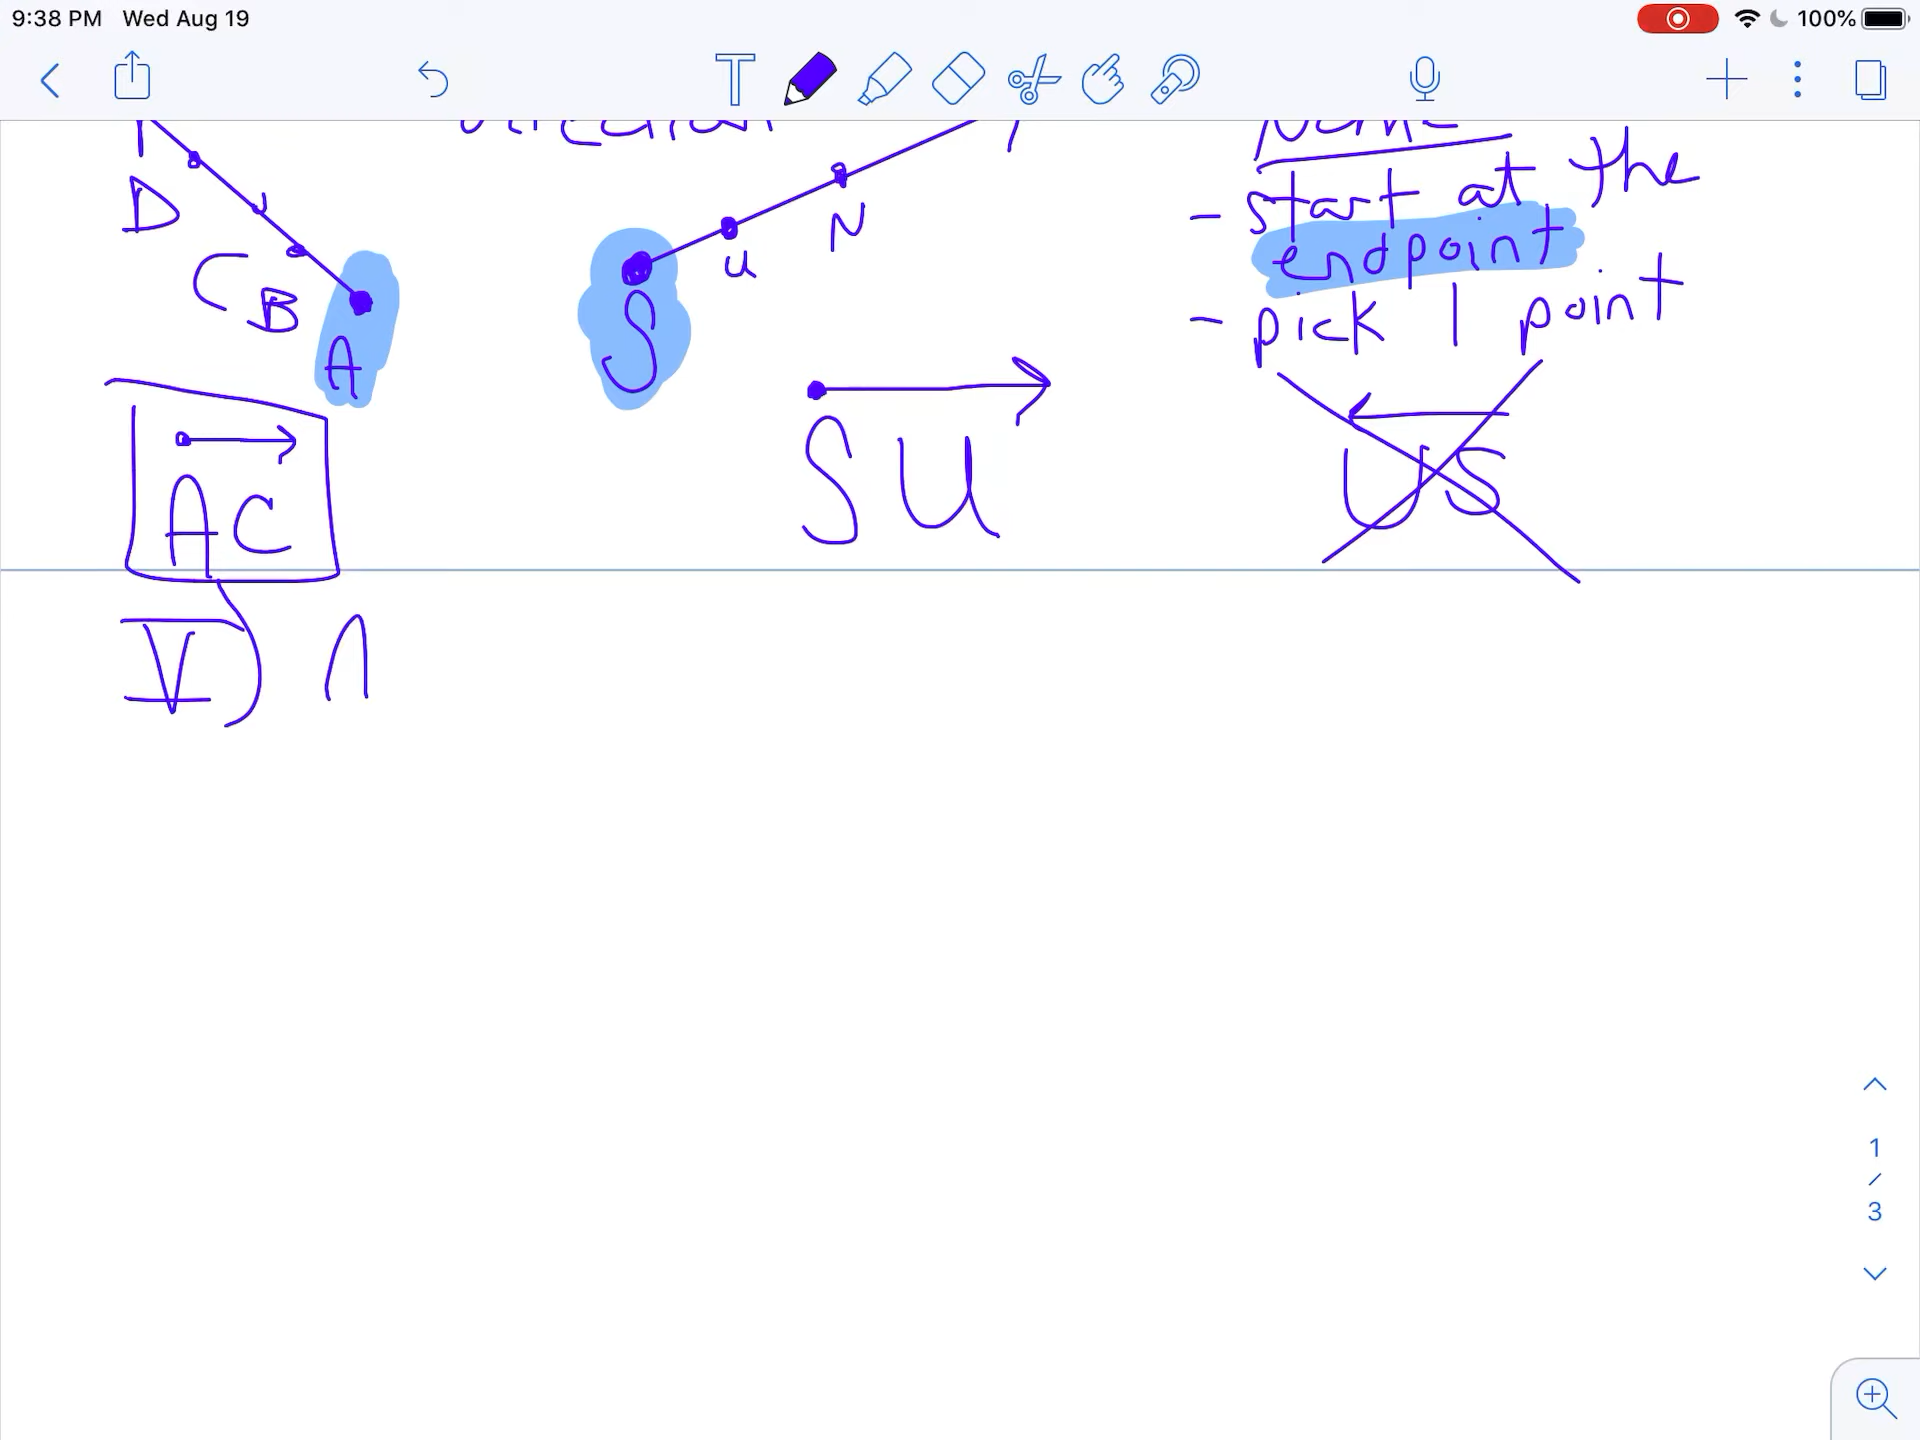 9:38 PM Wed Aug 19 100%
T
Name
- start at the
endpoint
- pick 1 point
D
C
B
A
S
U
N
AC
SU
US
V)
1
/
3